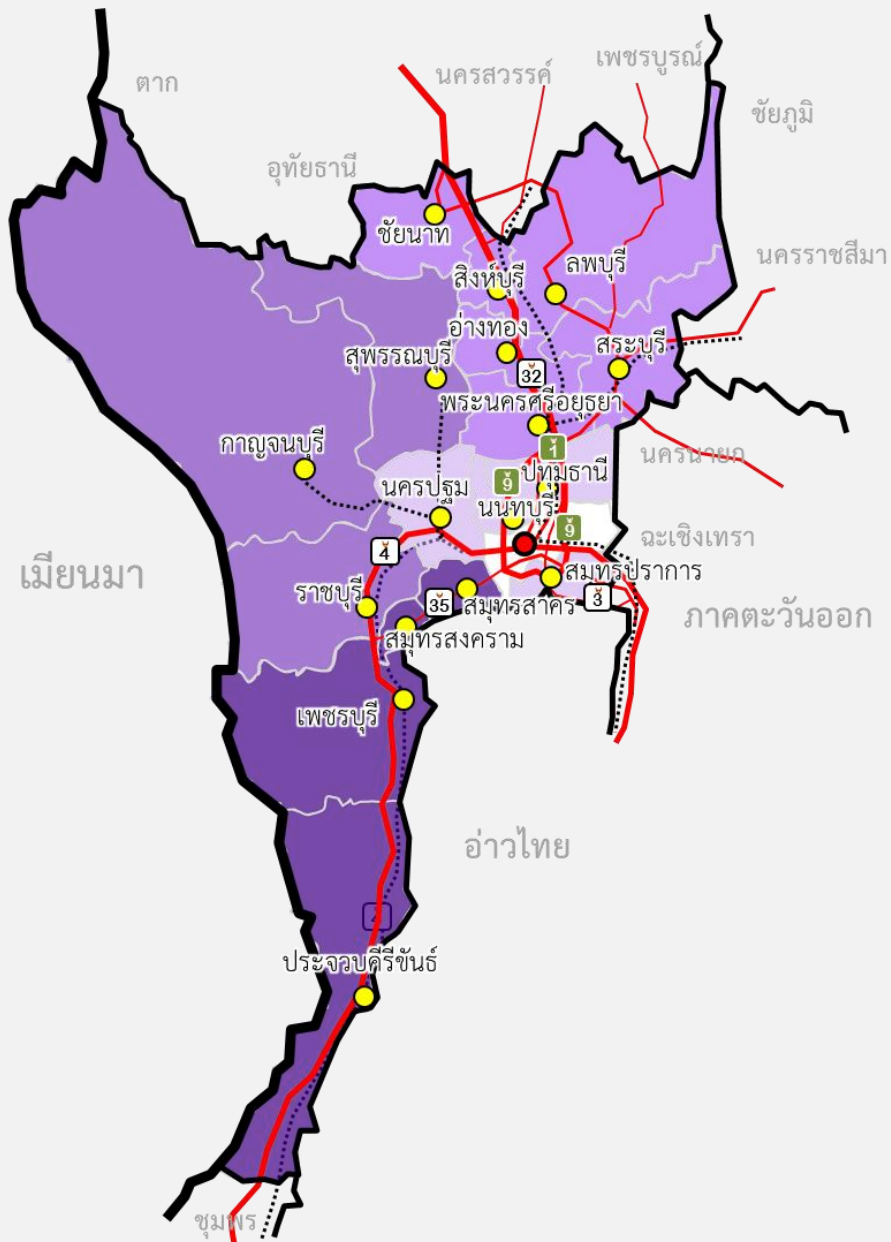 ตาก
นครสวรรค์
เพชรบูรณ์
ชัยภูมิ
อุทัยธานี
ชัยนาท
นครราชสีมา
สิงห์บุรี
ลพบุรี
อ่างทอง
สุพรรณบุรี
สระบุรี
32
พระนครศรีอยุธยา
กาญจนบุรี
1
นครนายก
ปทุมธานี
9
นครปฐม
นนทบุรี
9
ฉะเชิงเทรา
4
เมียนมา
สมุทรปราการ
ราชบุรี
35
สมุทรสาคร
3
ภาคตะวันออก
สมุทรสงคราม
เพชรบุรี
อ่าวไทย
4
ประจวบคีรีขันธ์
ชุมพร